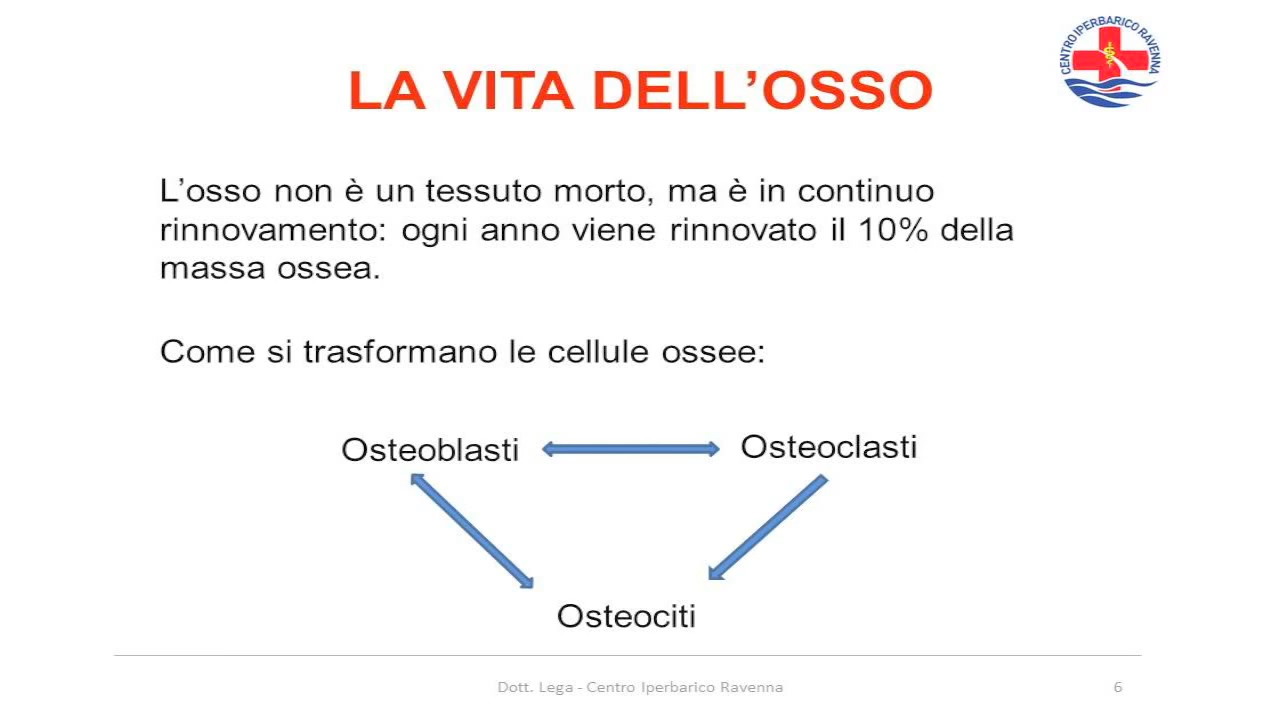 CENTRO IPERBARICO RAVENNA
LA VITA DELL’OSSO
L’osso non è un tessuto morto, ma è in continuo
rinnovamento: ogni anno viene rinnovato il 10% della
massa ossea.
Come si trasformano le cellule ossee:
Osteoblasti
Osteoclasti
Osteociti
Dott. Lega - Centro Iperbarico Ravenna
6